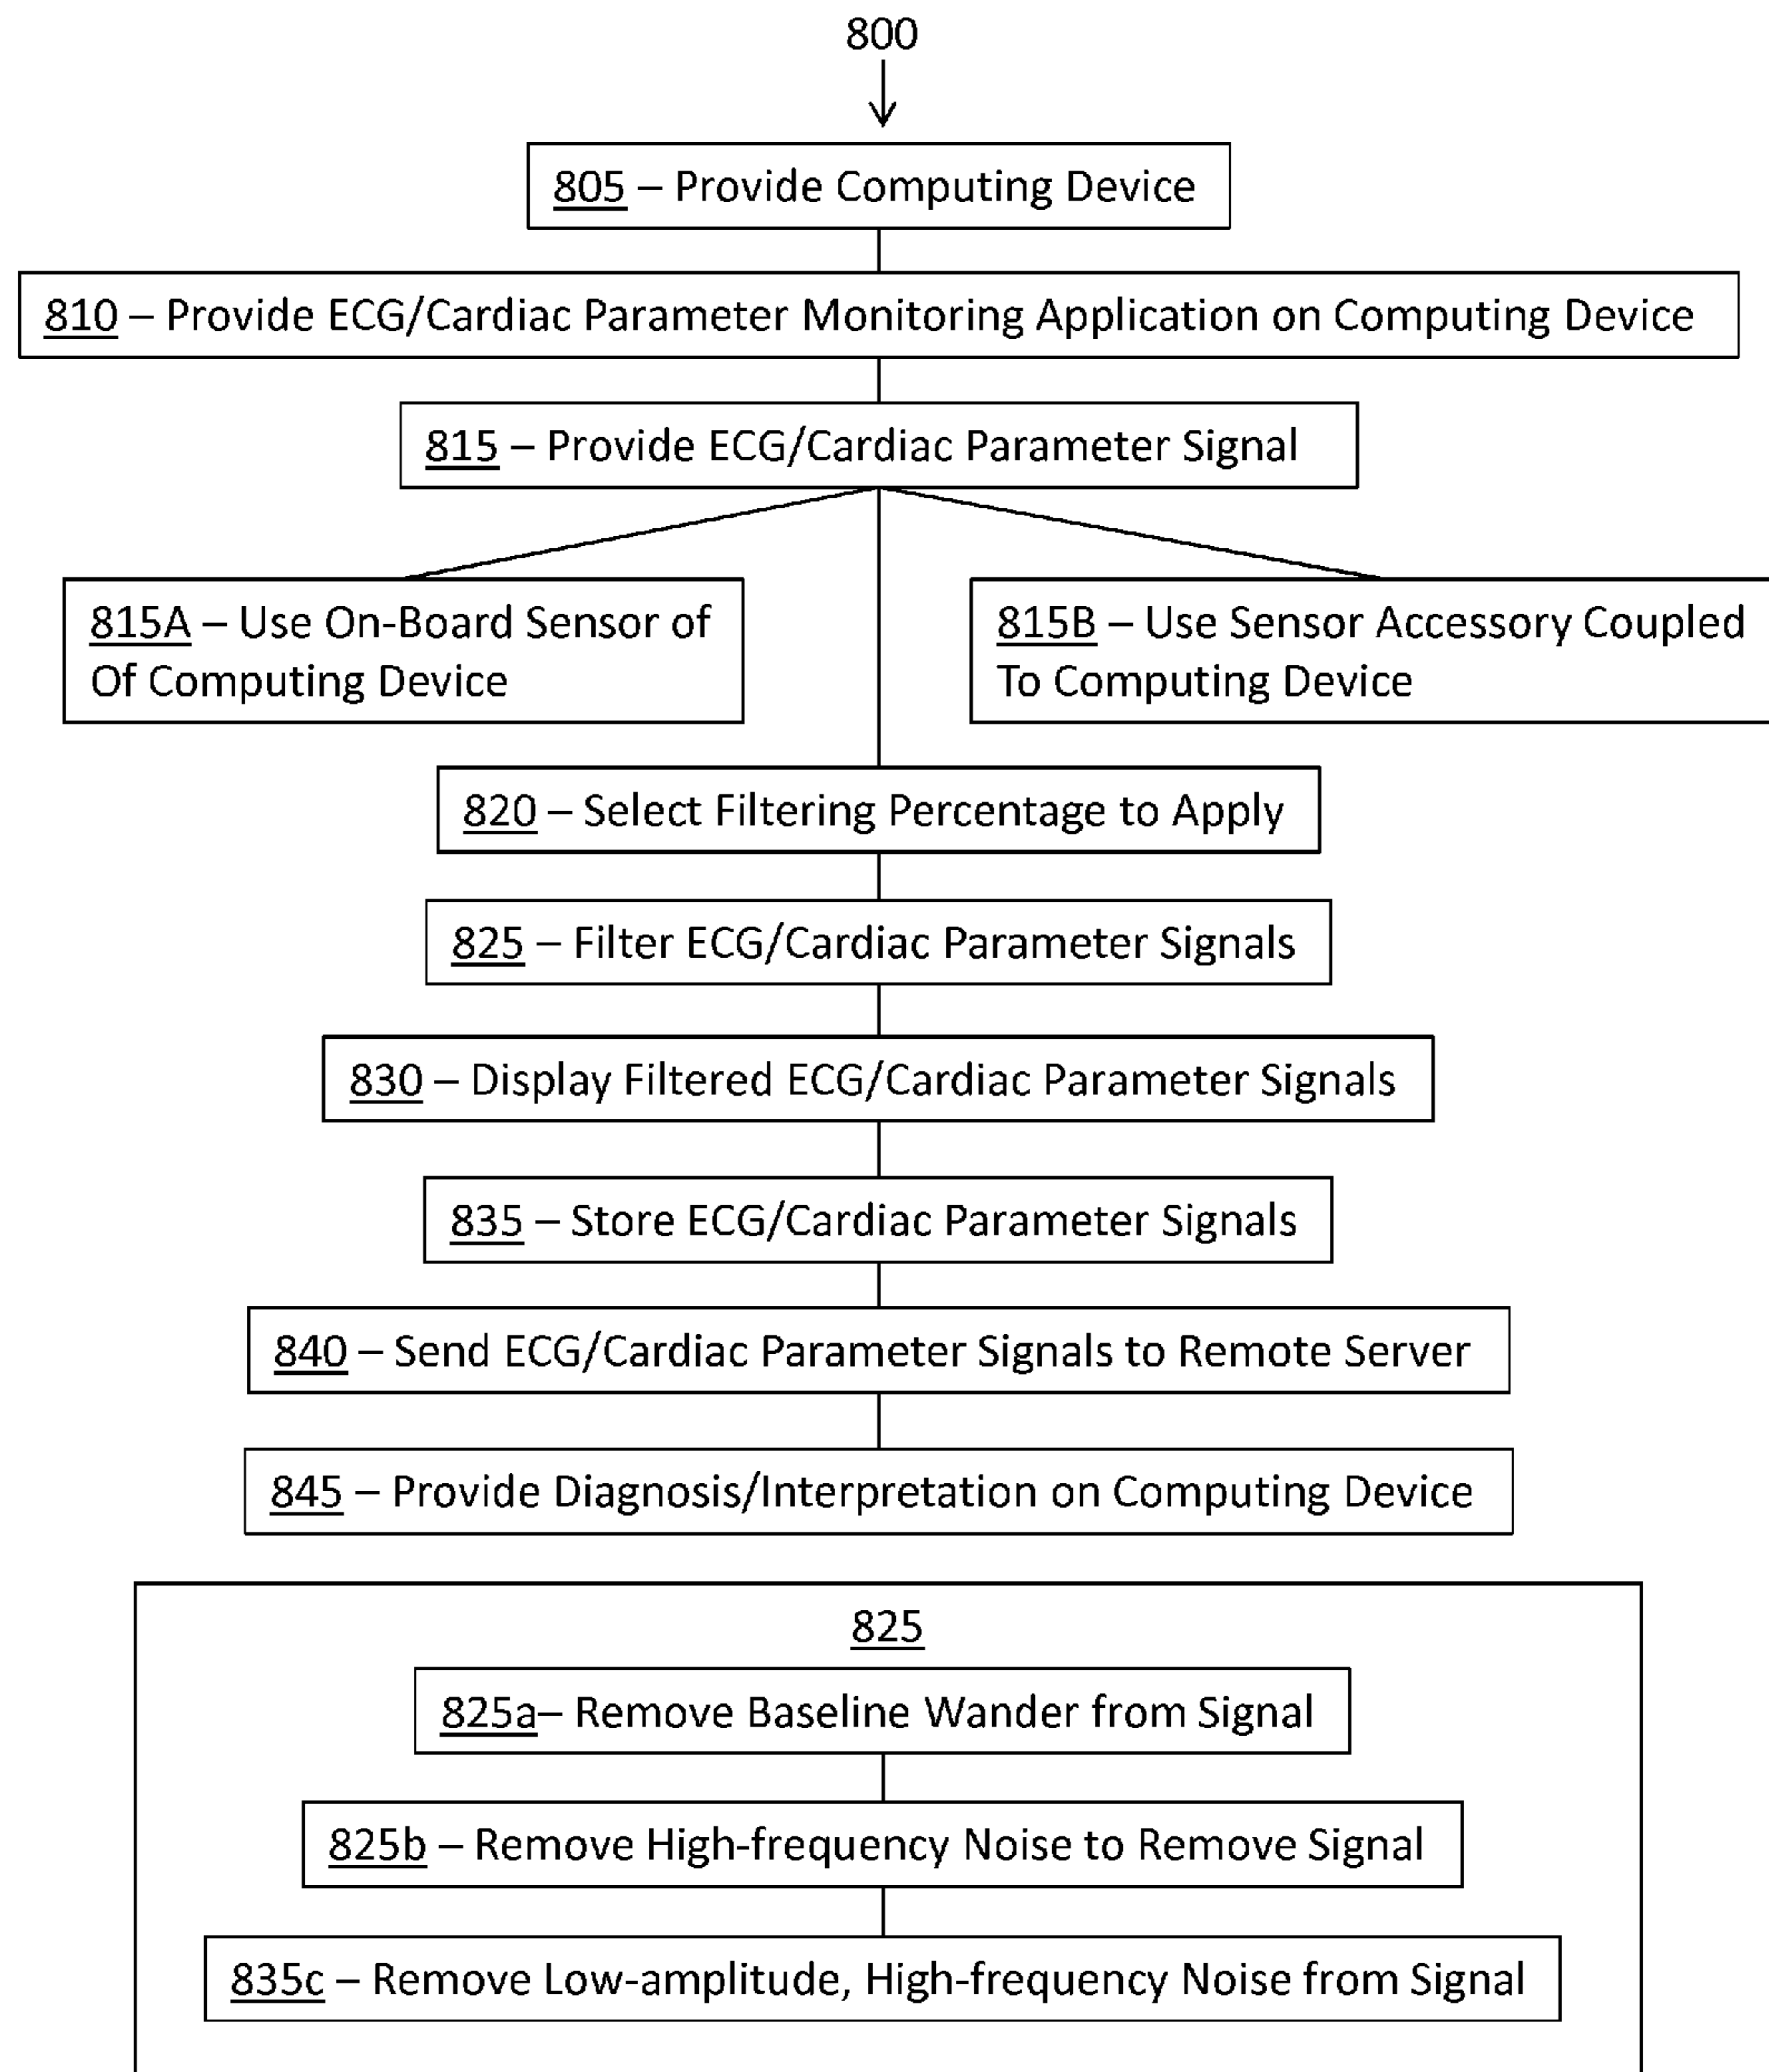 800
805 – Provide Computing Device
810 – Provide ECG/Cardiac Parameter Monitoring Application on Computing Device
815 – Provide ECG/Cardiac Parameter Signal
815A – Use On-Board Sensor of
Of Computing Device
815B – Use Sensor Accessory Coupled
To Computing Device
820 – Select Filtering Percentage to Apply
825 – Filter ECG/Cardiac Parameter Signals
830 – Display Filtered ECG/Cardiac Parameter Signals
835 – Store ECG/Cardiac Parameter Signals
840 – Send ECG/Cardiac Parameter Signals to Remote Server
845 – Provide Diagnosis/Interpretation on Computing Device
825
825a– Remove Baseline Wander from Signal
825b – Remove High-frequency Noise to Remove Signal
835c – Remove Low-amplitude, High-frequency Noise from Signal